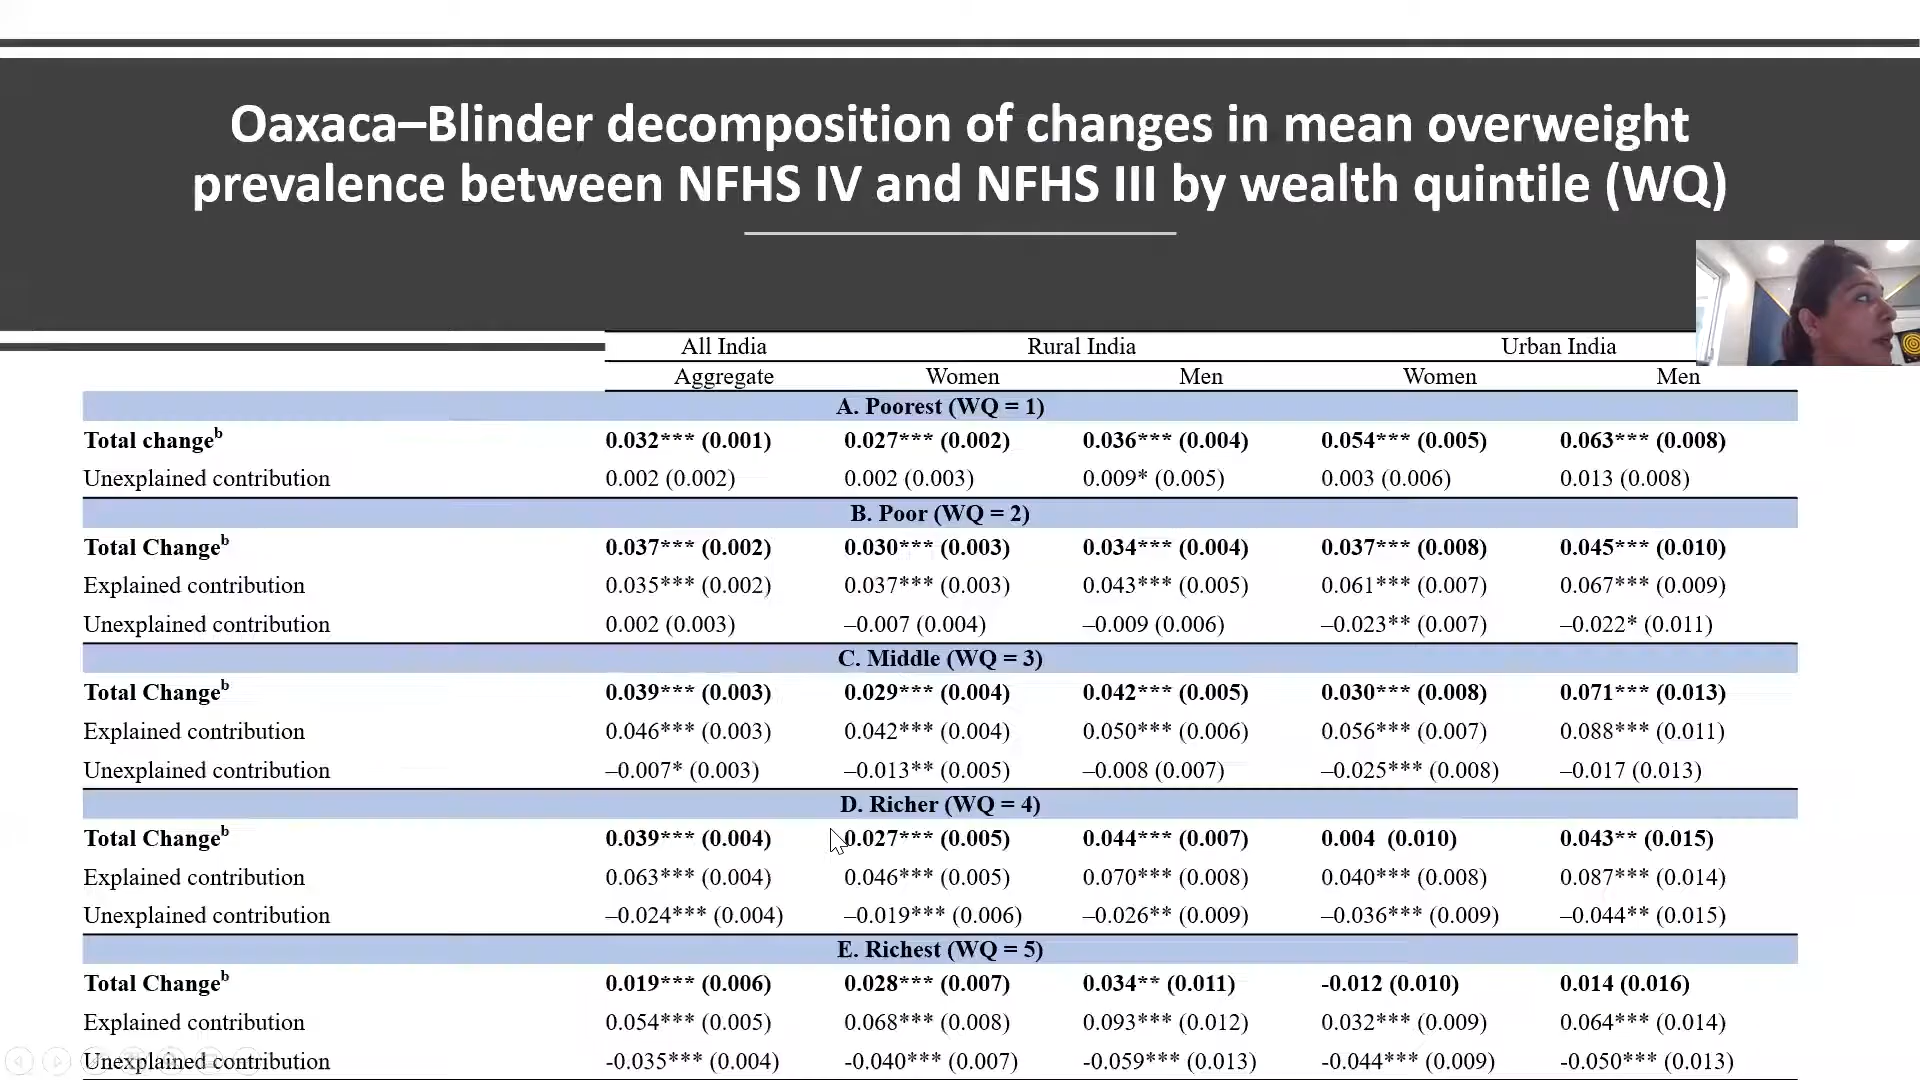 Oaxaca–Blinder decomposition of changes in mean overweight
prevalence between NFHS IV and NFHS III by wealth quintile (WQ)
All India Rural India Urban India
Aggregate Women Men Women Men
A. Poorest (WQ = 1)
Total changeᵇ 0.032*** (0.001) 0.027*** (0.002) 0.036*** (0.004) 0.054*** (0.005) 0.063*** (0.008)
Unexplained contribution 0.002 (0.002) 0.002 (0.003) 0.009* (0.005) 0.003 (0.006) 0.013 (0.008)
B. Poor (WQ = 2)
Total Changeᵇ 0.037*** (0.002) 0.030*** (0.003) 0.034*** (0.004) 0.037*** (0.008) 0.045*** (0.010)
Explained contribution 0.035*** (0.002) 0.037*** (0.003) 0.043*** (0.005) 0.061*** (0.007) 0.067*** (0.009)
Unexplained contribution 0.002 (0.003) –0.007 (0.004) –0.009 (0.006) –0.023** (0.007) –0.022* (0.011)
C. Middle (WQ = 3)
Total Changeᵇ 0.039*** (0.003) 0.029*** (0.004) 0.042*** (0.005) 0.030*** (0.008) 0.071*** (0.013)
Explained contribution 0.046*** (0.003) 0.042*** (0.004) 0.050*** (0.006) 0.056*** (0.007) 0.088*** (0.011)
Unexplained contribution –0.007* (0.003) –0.013** (0.005) –0.008 (0.007) –0.025*** (0.008) –0.017 (0.013)
D. Richer (WQ = 4)
Total Changeᵇ 0.039*** (0.004) 0.027*** (0.005) 0.044*** (0.007) 0.004 (0.010) 0.043** (0.015)
Explained contribution 0.063*** (0.004) 0.046*** (0.005) 0.070*** (0.008) 0.040*** (0.008) 0.087*** (0.014)
Unexplained contribution –0.024*** (0.004) –0.019*** (0.006) –0.026** (0.009) –0.036*** (0.009) –0.044** (0.015)
E. Richest (WQ = 5)
Total Changeᵇ 0.019*** (0.006) 0.028*** (0.007) 0.034** (0.011) -0.012 (0.010) 0.014 (0.016)
Explained contribution 0.054*** (0.005) 0.068*** (0.008) 0.093*** (0.012) 0.032*** (0.009) 0.064*** (0.014)
Unexplained contribution -0.035*** (0.004) -0.040*** (0.007) -0.059*** (0.013) -0.044*** (0.009) -0.050*** (0.013)